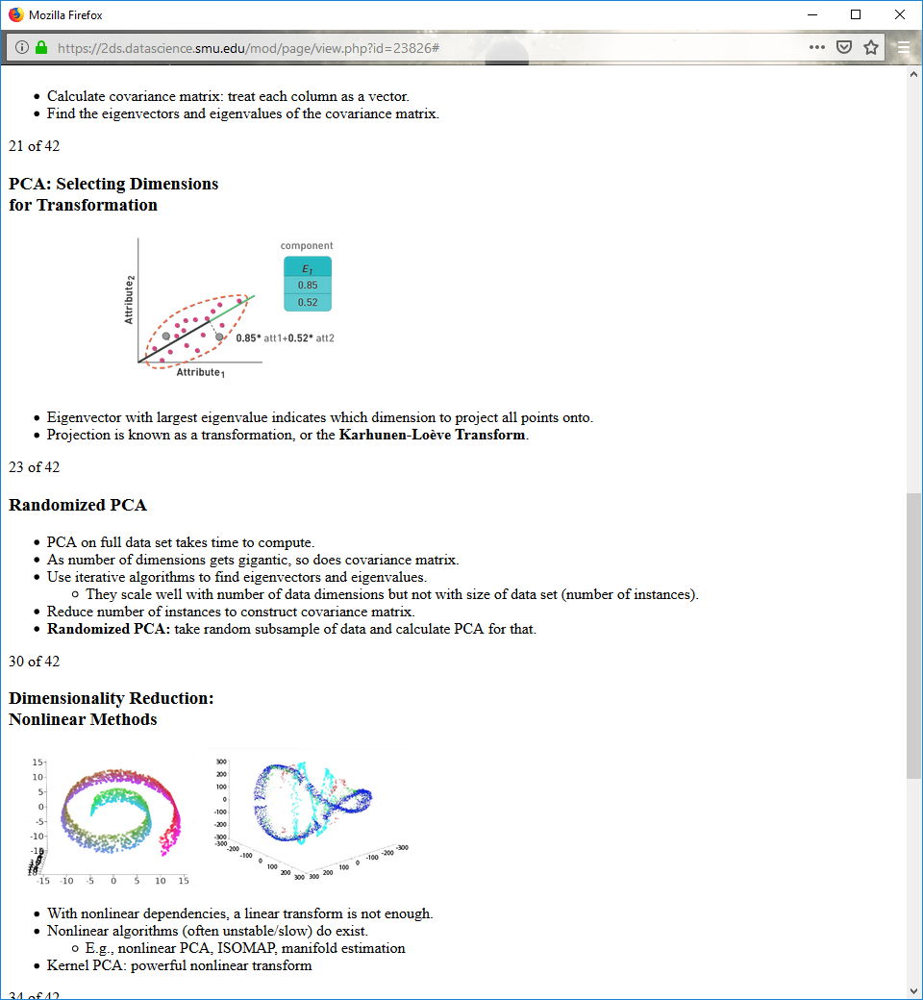 Mozilla Firefox
https://2ds.datascience.smu.edu/mod/page/view.php?id=23826#
• Calculate covariance matrix: treat each column as a vector.
• Find the eigenvectors and eigenvalues of the covariance matrix.
21 of 42
PCA: Selecting Dimensions
for Transformation
component
E1
0.85
0.52
Attribute2
0.85* att1+0.52* att2
Attribute1
• Eigenvector with largest eigenvalue indicates which dimension to project all points onto.
• Projection is known as a transformation, or the Karhunen-Loève Transform.
23 of 42
Randomized PCA
• PCA on full data set takes time to compute.
• As number of dimensions gets gigantic, so does covariance matrix.
• Use iterative algorithms to find eigenvectors and eigenvalues.
◦ They scale well with number of data dimensions but not with size of data set (number of instances).
• Reduce number of instances to construct covariance matrix.
• Randomized PCA: take random subsample of data and calculate PCA for that.
30 of 42
Dimensionality Reduction:
Nonlinear Methods
15
10
5
0
-5
-10
-15
-15 -10 -5 0 5 10 15
300
200
100
0
-100
-200
-300
-300 -200 -100 0 100 200 300
300 200 100 0 -100 -200 -300
• With nonlinear dependencies, a linear transform is not enough.
• Nonlinear algorithms (often unstable/slow) do exist.
◦ E.g., nonlinear PCA, ISOMAP, manifold estimation
• Kernel PCA: powerful nonlinear transform
34 of 42